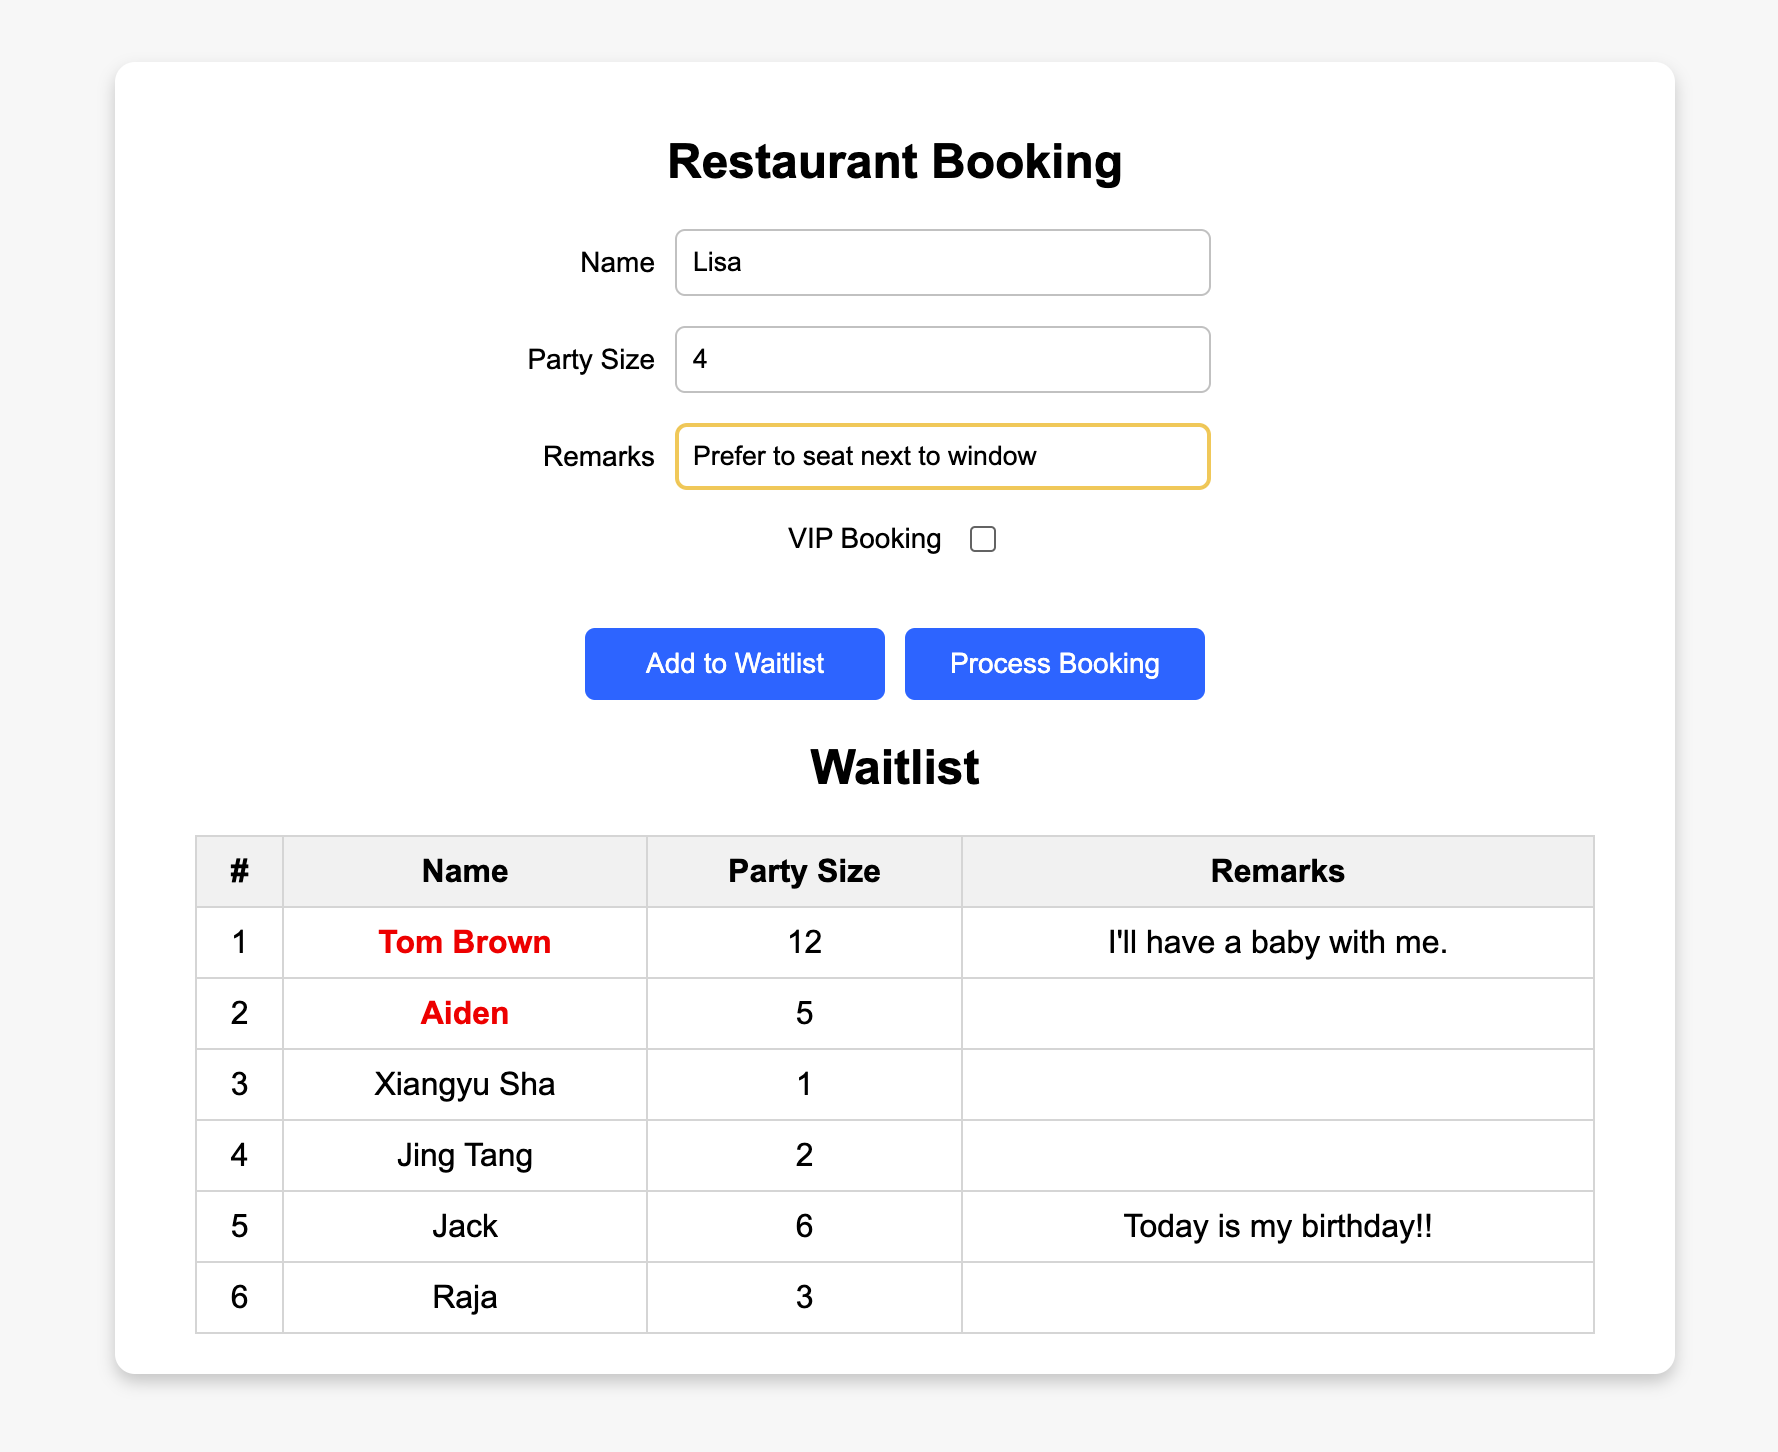 Restaurant Booking
Name Lisa
Party Size 4
Remarks Prefer to seat next to window
VIP Booking
Add to Waitlist Process Booking
Waitlist
# Name Party Size Remarks
1 Tom Brown 12 I'll have a baby with me.
2 Aiden 5
3 Xiangyu Sha 1
4 Jing Tang 2
5 Jack 6 Today is my birthday!!
6 Raja 3